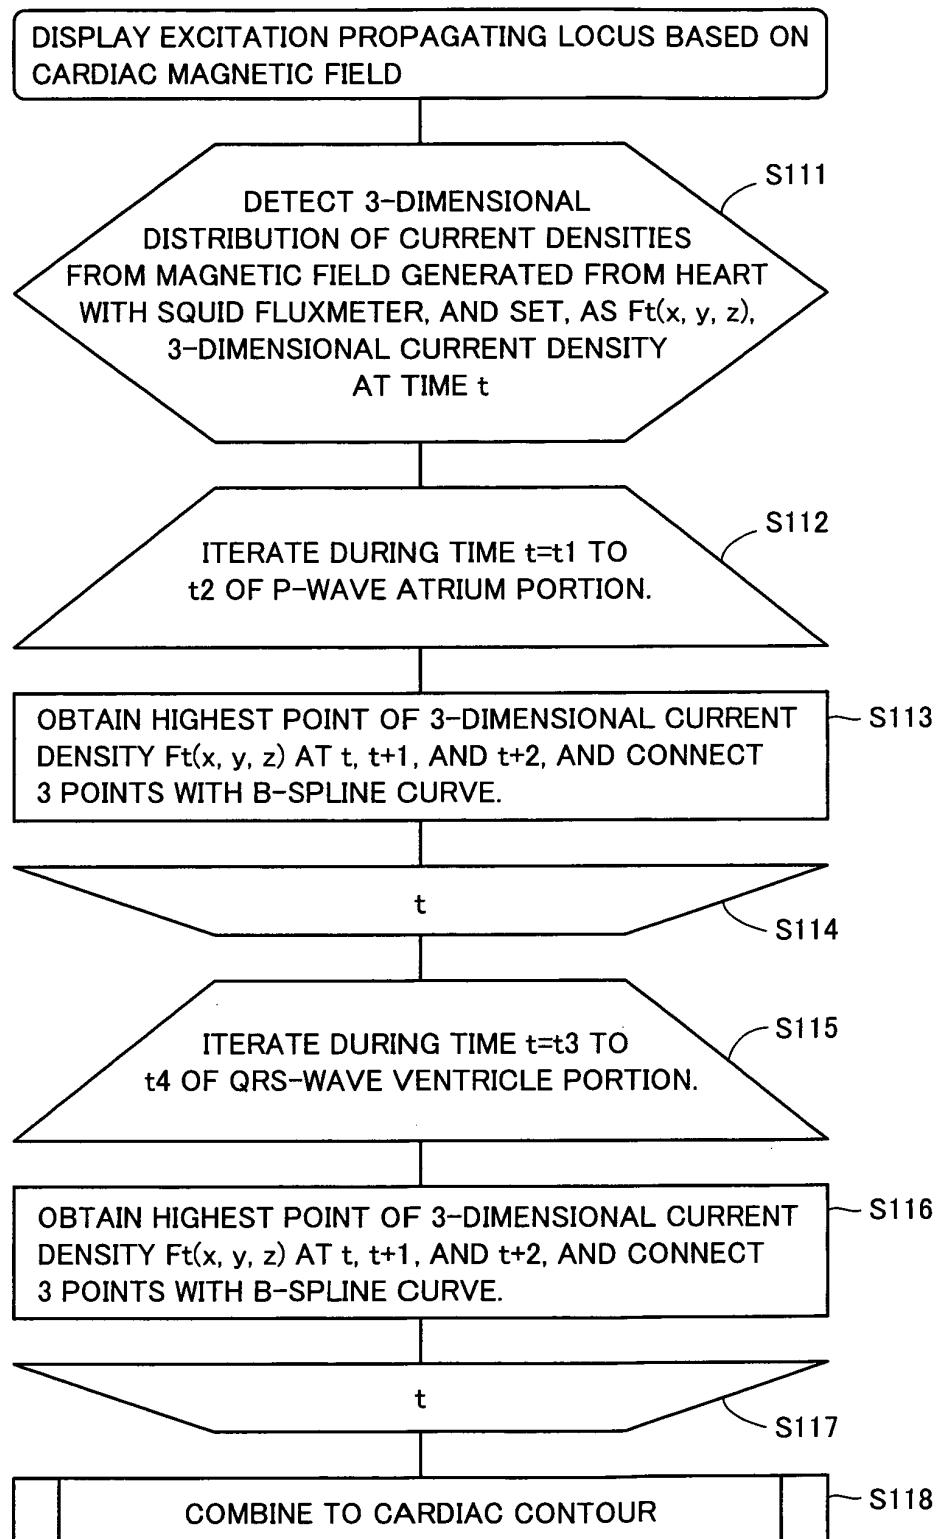 DISPLAY EXCITATION PROPAGATING LOCUS BASED ON
CARDIAC MAGNETIC FIELD
S111
DETECT 3-DIMENSIONAL
DISTRIBUTION OF CURRENT DENSITIES
FROM MAGNETIC FIELD GENERATED FROM HEART
WITH SQUID FLUXMETER, AND SET, AS Ft(x, y, z),
3-DIMENSIONAL CURRENT DENSITY
AT TIME t
S112
ITERATE DURING TIME t=t1 TO
t2 OF P-WAVE ATRIUM PORTION.
S113
OBTAIN HIGHEST POINT OF 3-DIMENSIONAL CURRENT
DENSITY Ft(x, y, z) AT t, t+1, AND t+2, AND CONNECT
3 POINTS WITH B-SPLINE CURVE.
t
S114
S115
ITERATE DURING TIME t=t3 TO
t4 OF QRS-WAVE VENTRICLE PORTION.
S116
OBTAIN HIGHEST POINT OF 3-DIMENSIONAL CURRENT
DENSITY Ft(x, y, z) AT t, t+1, AND t+2, AND CONNECT
3 POINTS WITH B-SPLINE CURVE.
t
S117
S118
COMBINE TO CARDIAC CONTOUR